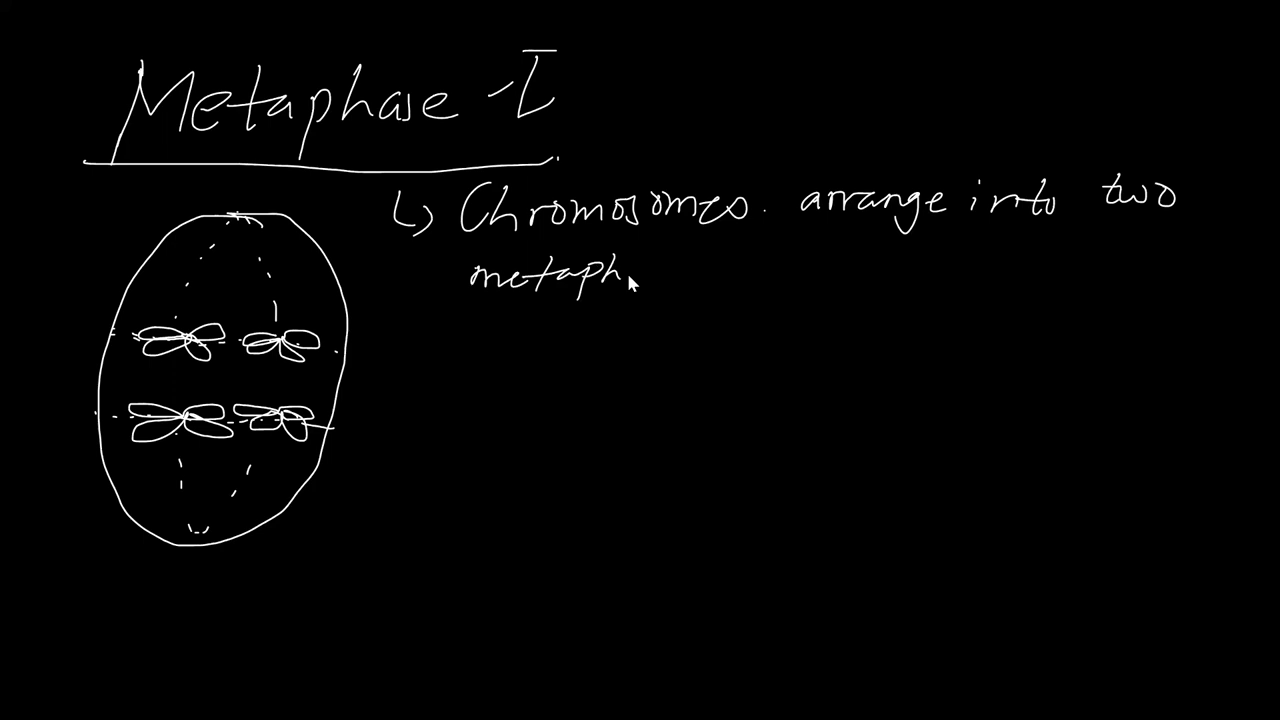 Metaphase - I
↳ Chromosomes. arrange into two
metaph